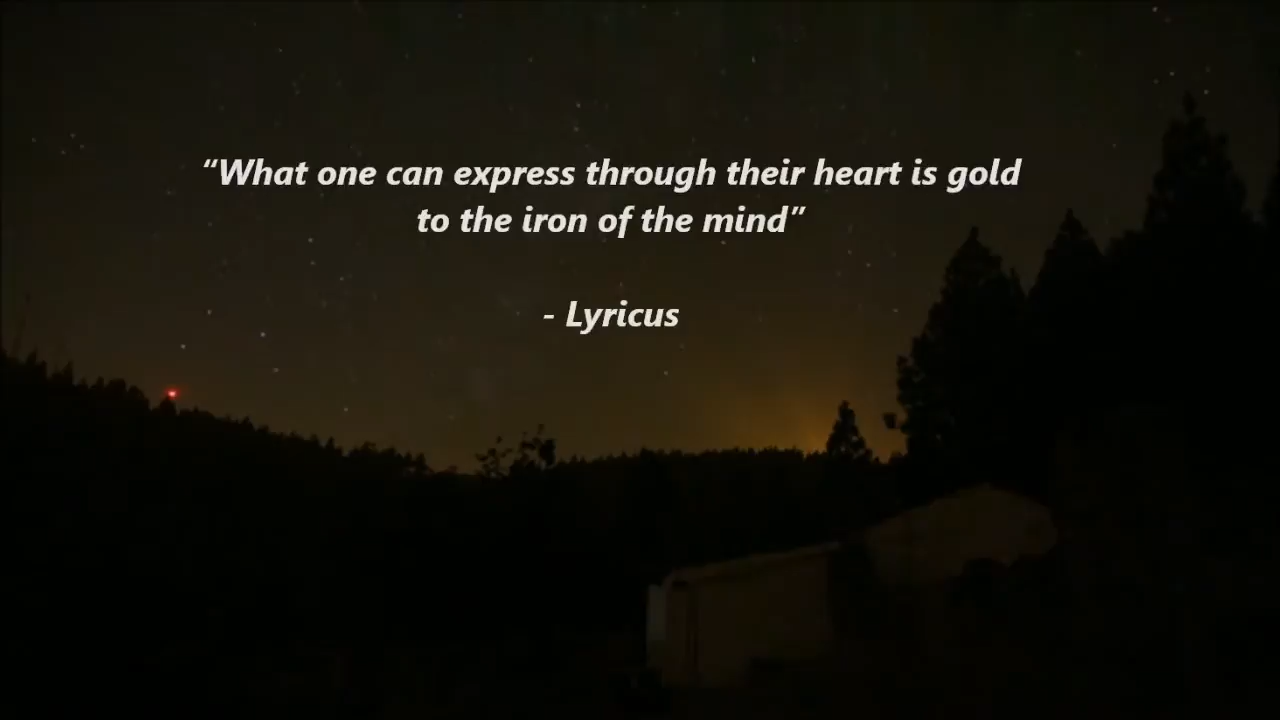 “What one can express through their heart is gold
to the iron of the mind”
- Lyricus